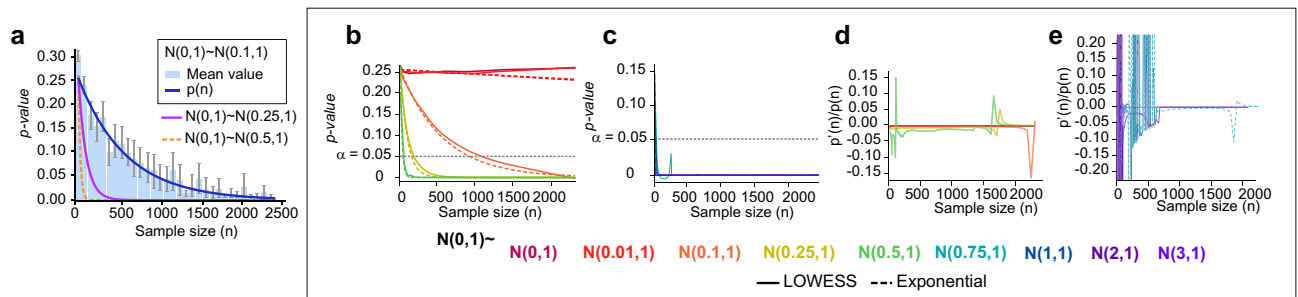 a
p-value
0.30
0.25
0.20
0.15
0.10
0.05
0.00
0 500 1000 1500 2000 2500
Sample size (n)
N(0,1)~N(0.1,1)
Mean value
p(n)
N(0,1)~N(0.25,1)
N(0,1)~N(0.5,1)
b
p-value
0.25
0.20
0.15
0.10
α = 0.05
0
0 500 1000 1500 2000
Sample size (n)
c
p-value
0.15
0.10
α = 0.05
0
0 500 1000 1500 2000
Sample size (n)
d
p'(n)/p(n)
0.15
0.10
0.05
-0.00
-0.05
-0.10
-0.15
0 500 1000 1500 2000
Sample size (n)
e
p'(n)/p(n)
0.20
0.15
0.10
0.05
-0.00
-0.05
-0.10
-0.15
-0.20
0 500 1000 1500 2000
Sample size (n)
N(0,1)~ N(0,1) N(0.01,1) N(0.1,1) N(0.25,1) N(0.5,1) N(0.75,1) N(1,1) N(2,1) N(3,1)
LOWESS Exponential